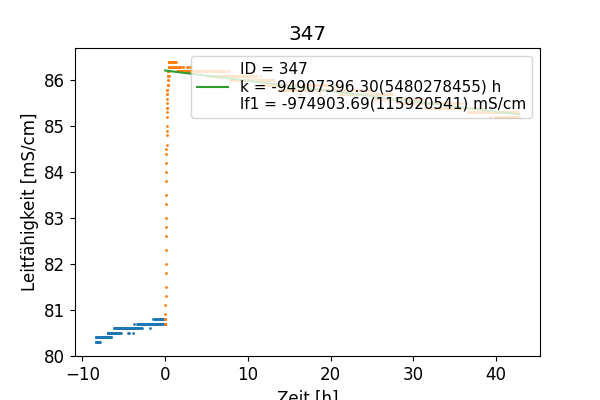 347
ID = 347
k = -94907396.30(5480278455) h
lf1 = -974903.69(115920541) mS/cm
Leitfähigkeit [mS/cm]
86
85
84
83
82
81
80
−10
0
10
20
30
40
Zeit [h]